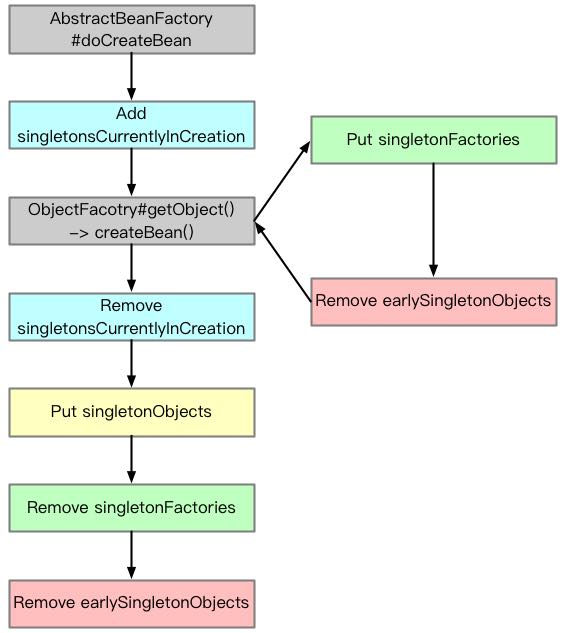 AbstractBeanFactory
#doCreateBean
Add
singletonsCurrentlyInCreation
ObjectFacotry#getObject()
—> createBean()
Remove
singletonsCurrentlyInCreation
Put singletonObjects
Remove singletonFactories
Remove earlySingletonObjects
Put singletonFactories
Remove earlySingletonObjects